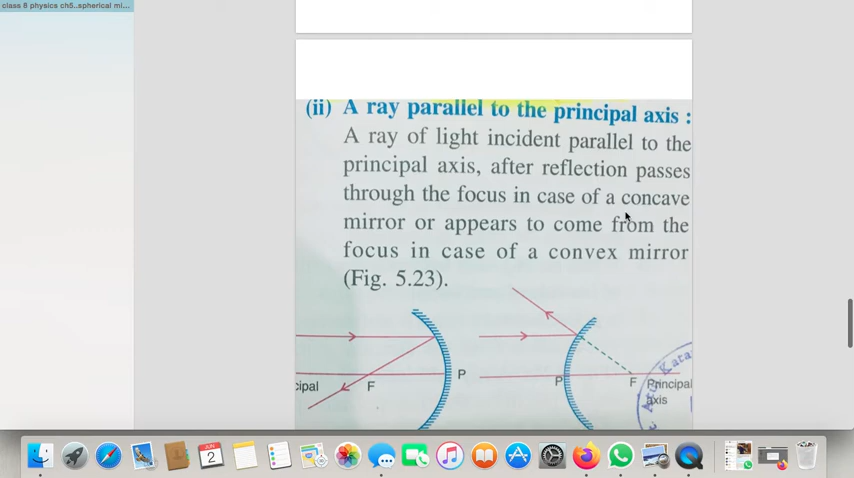 class 8 physics ch5..spherical mi...
(ii) A ray parallel to the principal axis :
A ray of light incident parallel to the
principal axis, after reflection passes
through the focus in case of a concave
mirror or appears to come from the
focus in case of a convex mirror
(Fig. 5.23).
P
cipal
F
P
F
Principal
axis
Kata
JUN
2